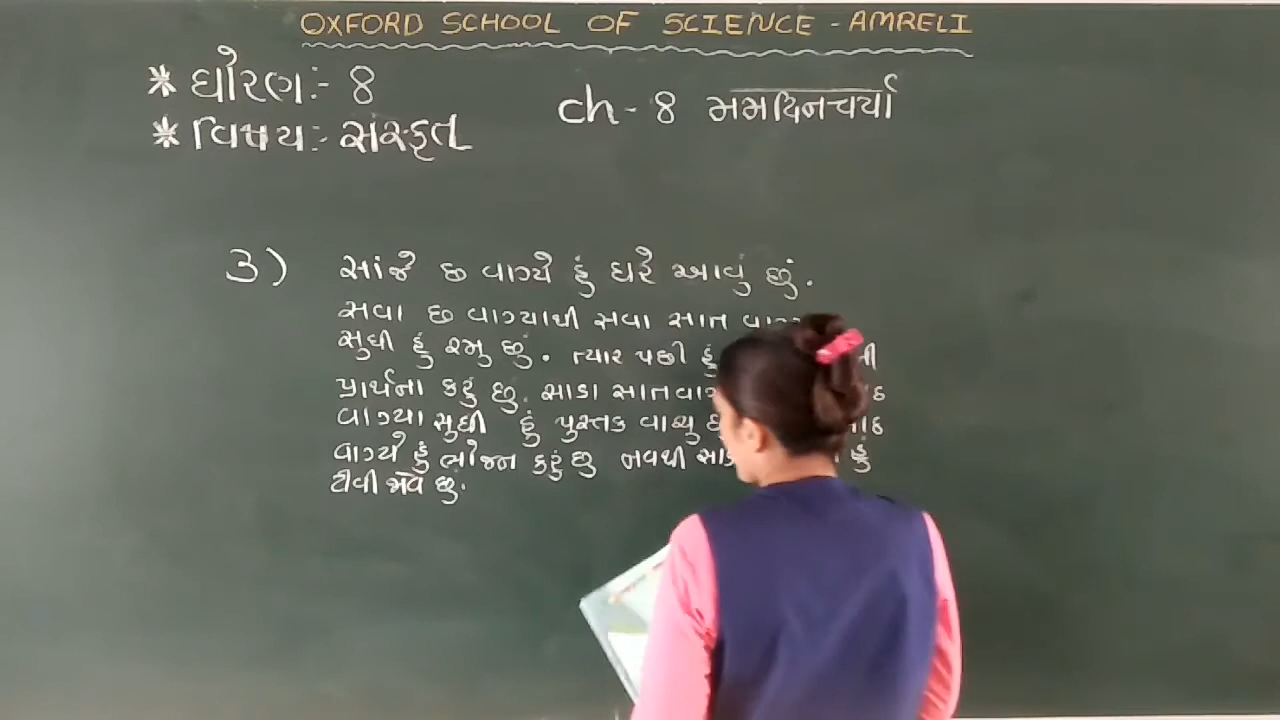 OXFORD SCHOOL OF SCIENCE - AMRELI
* ધોરણ:- 8
ch - 8 મમદિનચર્યા
* વિષય:- સંસ્કૃત
3) સાંજે છ વાગ્યે હું ઘરે આવું છું.
સવા છ વાગ્યાથી સવા સાત
સુધી હું રમુ છું. ત્યાર પછી હું
પ્રાર્થના કરું છું. સાડા સાત
વાગ્યા સુધી હું પુસ્તક વાચુ
વાગ્યે હું ભોજન કરું છુ નવથી હું
ટીવી જોવ છું.